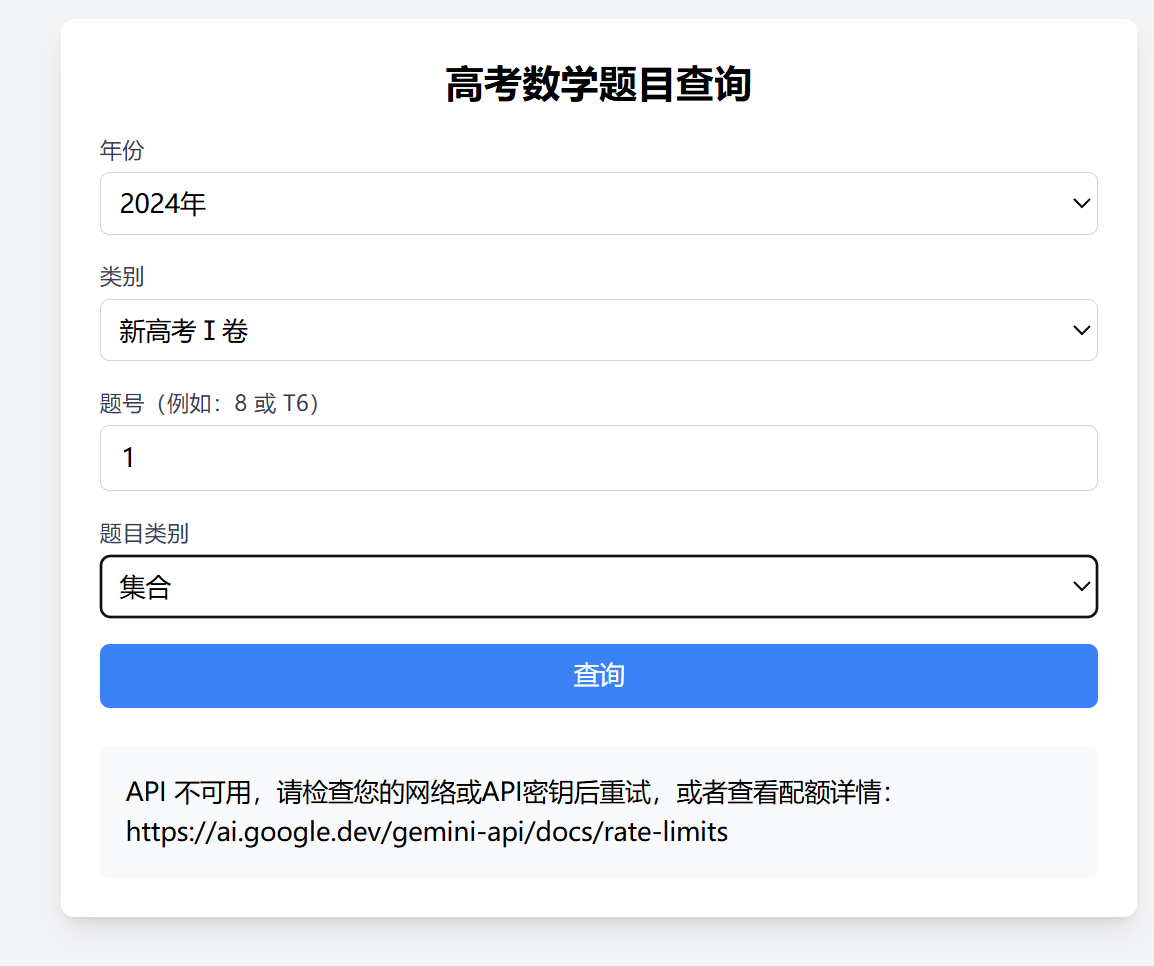 高考数学题目查询
年份
2024年
类别
新高考 I 卷
题号（例如：8 或 T6）
1
题目类别
集合
查询
API 不可用，请检查您的网络或API密钥后重试，或者查看配额详情：
https://ai.google.dev/gemini-api/docs/rate-limits